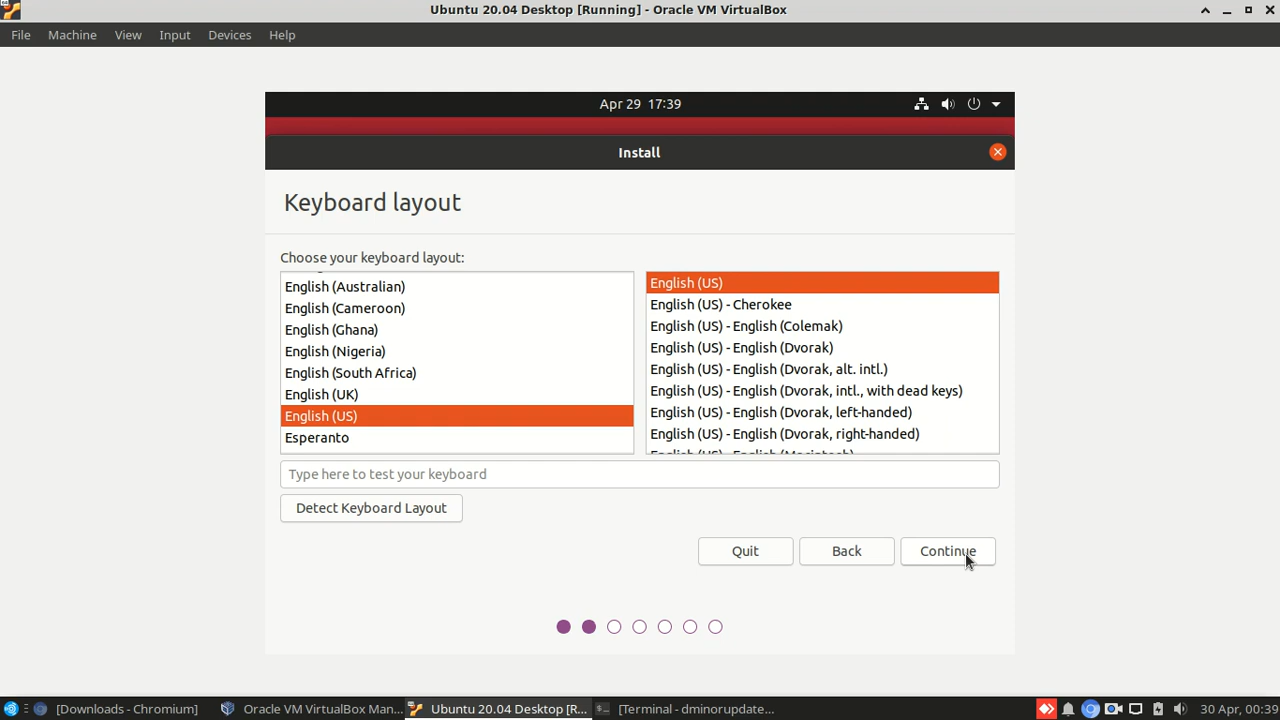 Ubuntu 20.04 Desktop [Running] - Oracle VM VirtualBox
File Machine View Input Devices Help
Apr 29 17:39
Install
Keyboard layout
Choose your keyboard layout:
English (Australian)
English (Cameroon)
English (Ghana)
English (Nigeria)
English (South Africa)
English (UK)
English (US)
Esperanto
English (US)
English (US) - Cherokee
English (US) - English (Colemak)
English (US) - English (Dvorak)
English (US) - English (Dvorak, alt. intl.)
English (US) - English (Dvorak, intl., with dead keys)
English (US) - English (Dvorak, left-handed)
English (US) - English (Dvorak, right-handed)
English (US) - English (Macintosh)
Type here to test your keyboard
Detect Keyboard Layout
Quit Back Continue
[Downloads - Chromium] Oracle VM VirtualBox Man... Ubuntu 20.04 Desktop [R... [Terminal - dminorupdate... 30 Apr, 00:39